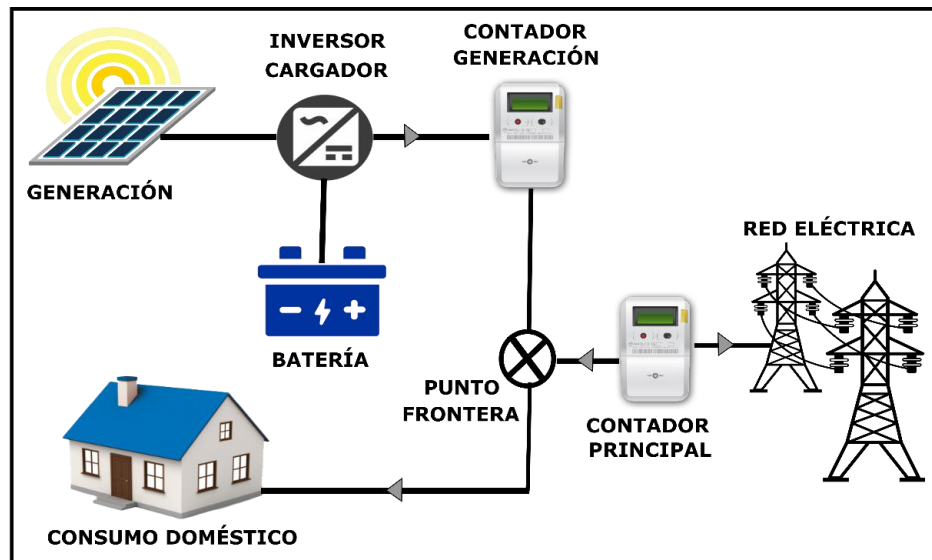 INVERSOR
CARGADOR
CONTADOR
GENERACIÓN
GENERACIÓN
RED ELÉCTRICA
BATERÍA
PUNTO
FRONTERA
CONTADOR
PRINCIPAL
CONSUMO DOMÉSTICO